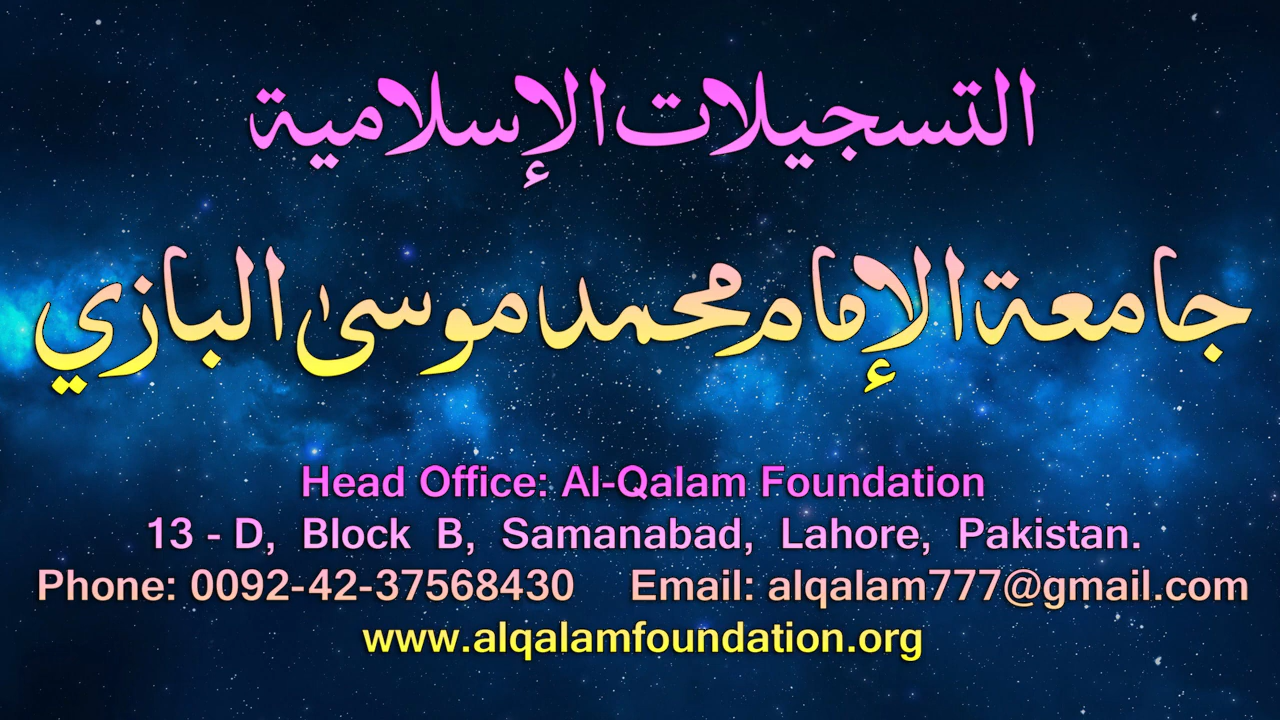 التسجيلات الإسلامية
جامعة الإمام محمد موسىٰ البازي
Head Office: Al-Qalam Foundation
13 - D, Block B, Samanabad, Lahore, Pakistan.
Phone: 0092-42-37568430 Email: alqalam777@gmail.com
www.alqalamfoundation.org